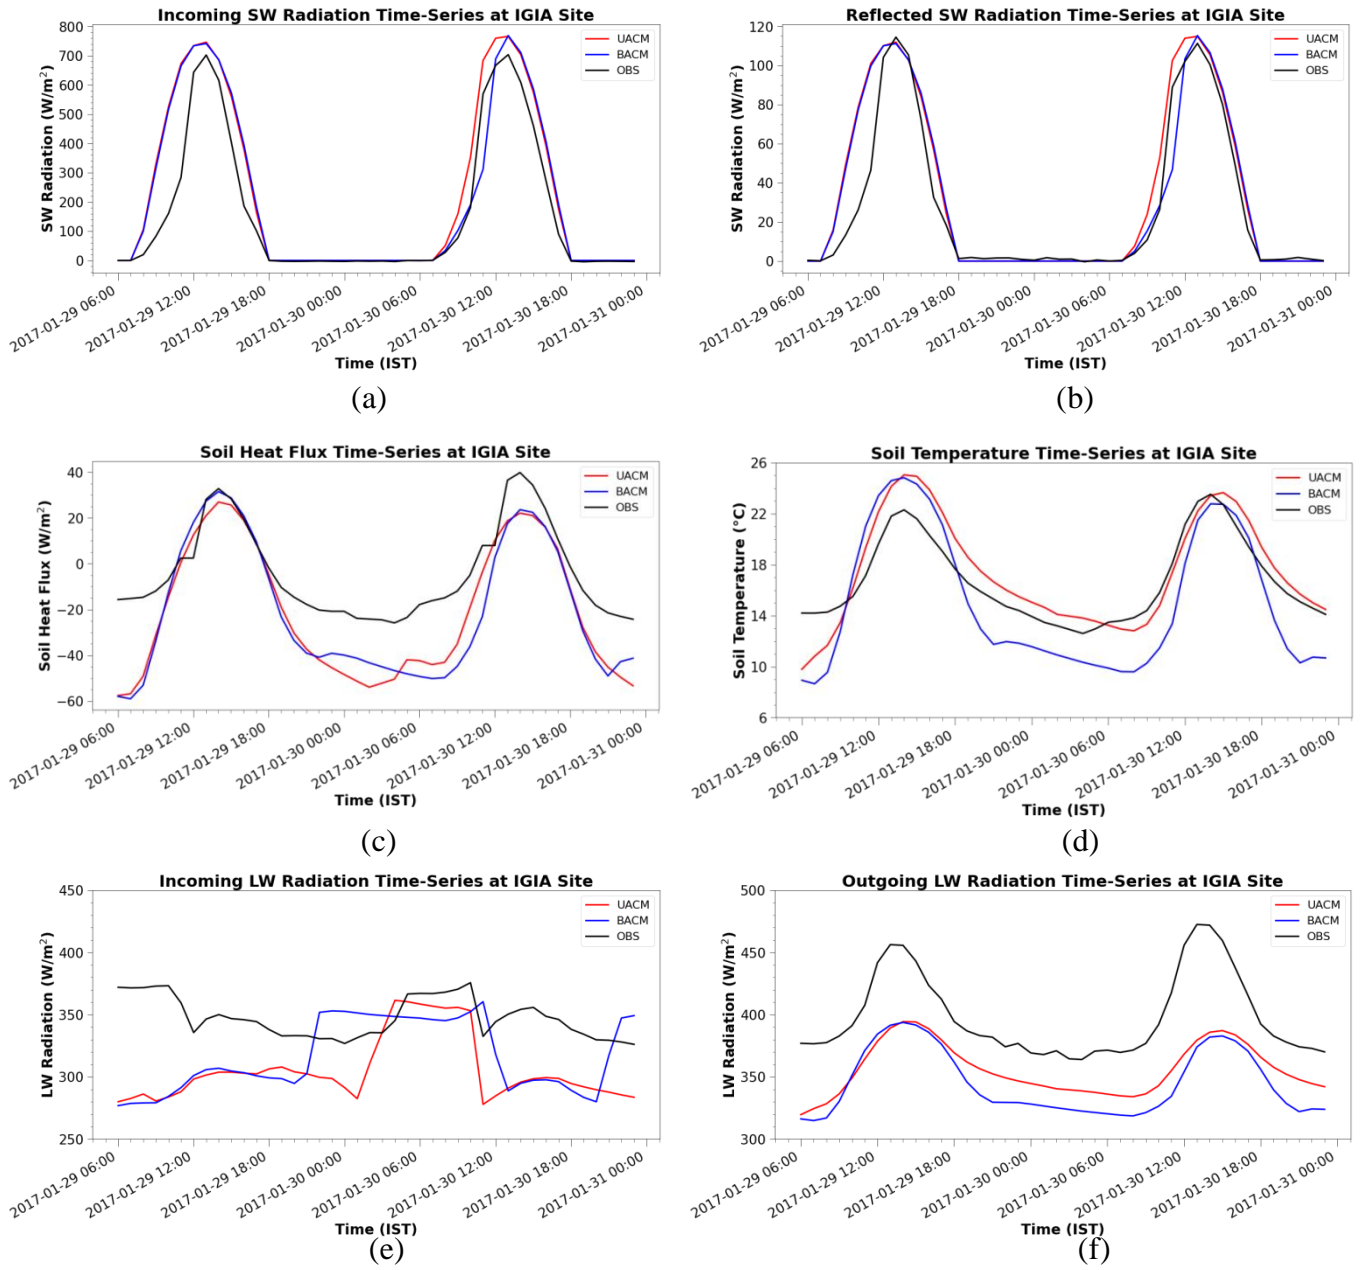 Incoming SW Radiation Time-Series at IGIA Site
SW Radiation (W/m²)
800
700
600
500
400
300
200
100
0
UACM
BACM
OBS
2017-01-29 06:00
2017-01-29 12:00
2017-01-29 18:00
2017-01-30 00:00
2017-01-30 06:00
2017-01-30 12:00
2017-01-30 18:00
2017-01-31 00:00
Time (IST)
(a)
Reflected SW Radiation Time-Series at IGIA Site
SW Radiation (W/m²)
120
100
80
60
40
20
0
UACM
BACM
OBS
2017-01-29 06:00
2017-01-29 12:00
2017-01-29 18:00
2017-01-30 00:00
2017-01-30 06:00
2017-01-30 12:00
2017-01-30 18:00
2017-01-31 00:00
Time (IST)
(b)
Soil Heat Flux Time-Series at IGIA Site
Soil Heat Flux (W/m²)
40
20
0
−20
−40
−60
UACM
BACM
OBS
2017-01-29 06:00
2017-01-29 12:00
2017-01-29 18:00
2017-01-30 00:00
2017-01-30 06:00
2017-01-30 12:00
2017-01-30 18:00
2017-01-31 00:00
Time (IST)
(c)
Soil Temperature Time-Series at IGIA Site
Soil Temperature (°C)
26
22
18
14
10
6
UACM
BACM
OBS
2017-01-29 06:00
2017-01-29 12:00
2017-01-29 18:00
2017-01-30 00:00
2017-01-30 06:00
2017-01-30 12:00
2017-01-30 18:00
2017-01-31 00:00
Time (IST)
(d)
Incoming LW Radiation Time-Series at IGIA Site
LW Radiation (W/m²)
450
400
350
300
250
UACM
BACM
OBS
2017-01-29 06:00
2017-01-29 12:00
2017-01-29 18:00
2017-01-30 00:00
2017-01-30 06:00
2017-01-30 12:00
2017-01-30 18:00
2017-01-31 00:00
Time (IST)
(e)
Outgoing LW Radiation Time-Series at IGIA Site
LW Radiation (W/m²)
500
450
400
350
300
UACM
BACM
OBS
2017-01-29 06:00
2017-01-29 12:00
2017-01-29 18:00
2017-01-30 00:00
2017-01-30 06:00
2017-01-30 12:00
2017-01-30 18:00
2017-01-31 00:00
Time (IST)
(f)